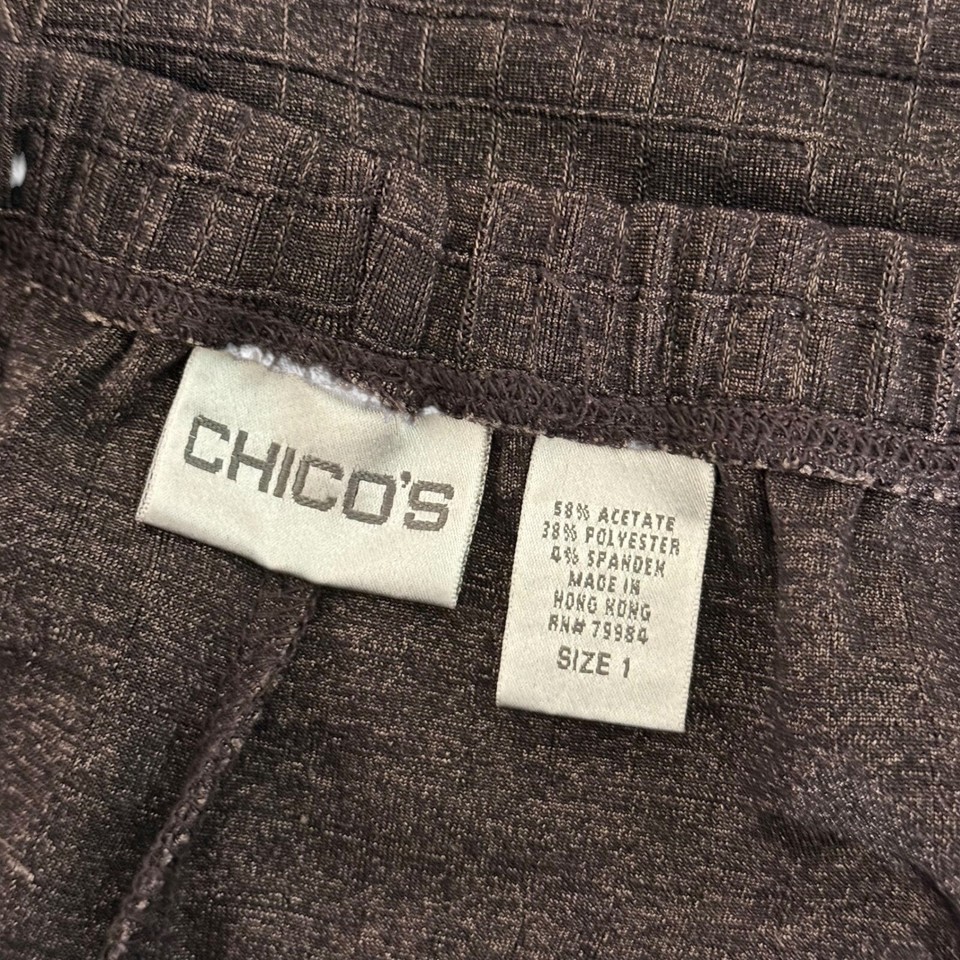 CHICO'S
58% ACETATE
38% POLYESTER
4% SPANDEX
MADE IN
HONG KONG
RN# 79984
SIZE 1